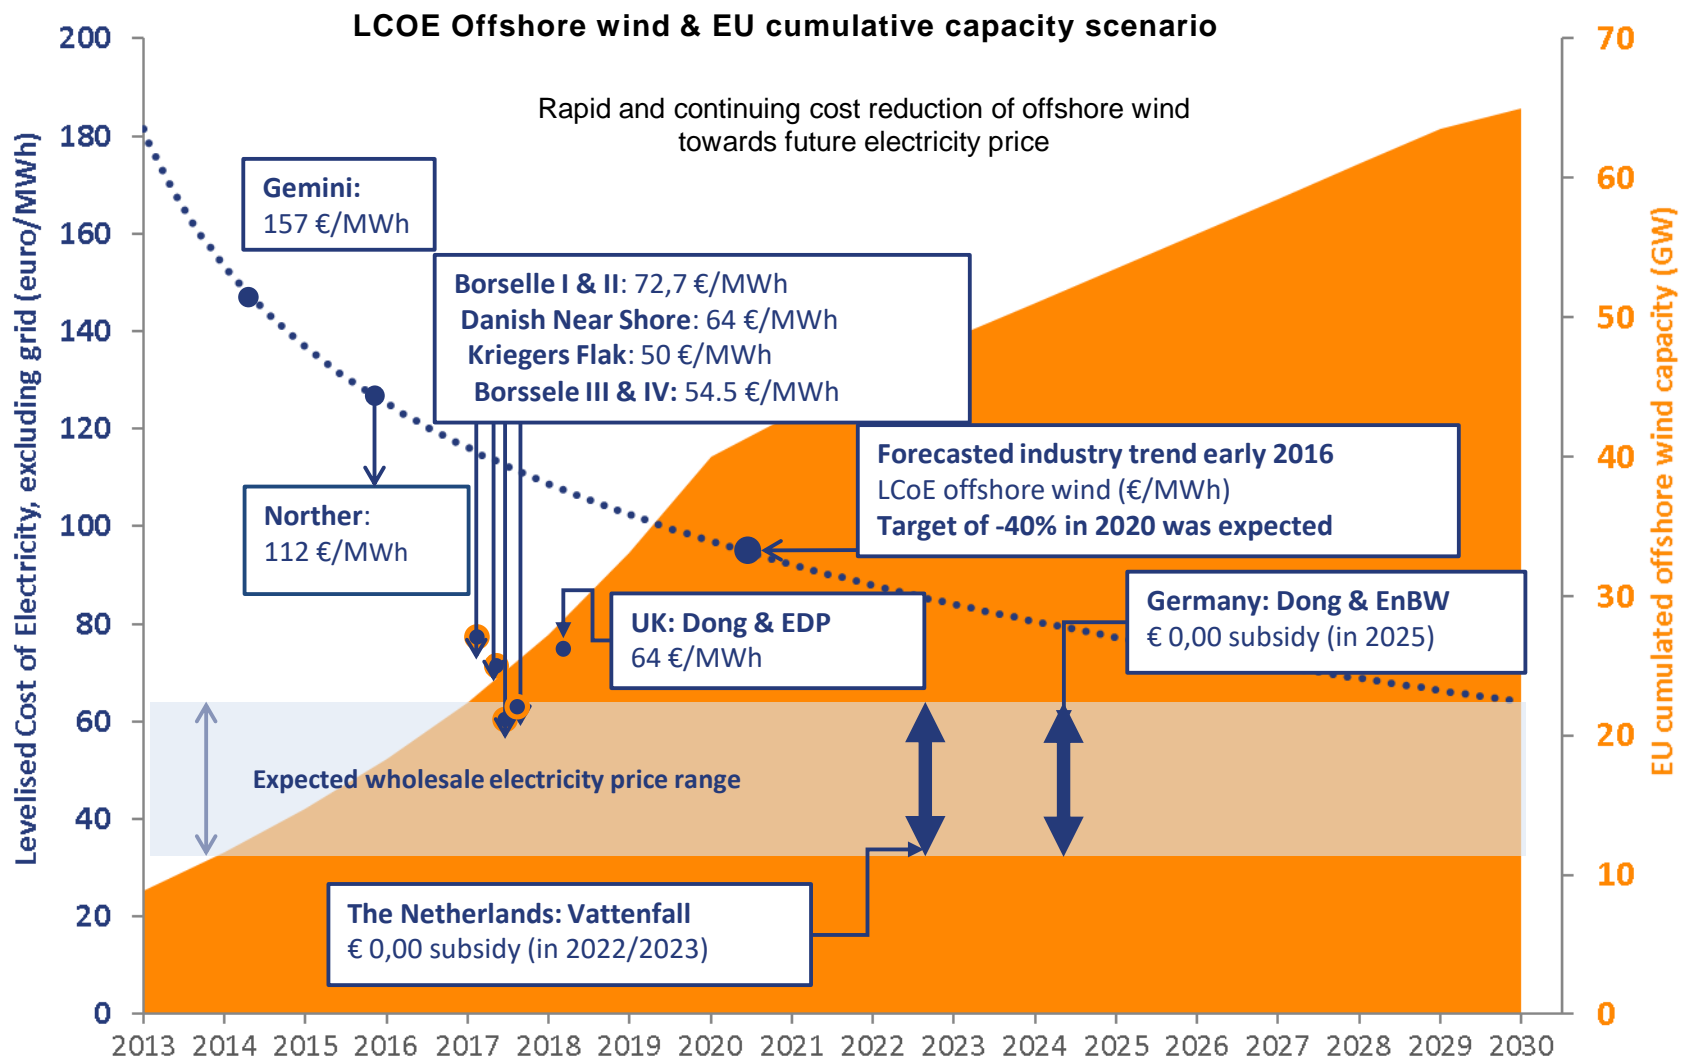 LCOE Offshore wind & EU cumulative capacity scenario
Rapid and continuing cost reduction of offshore wind
towards future electricity price
Levelised Cost of Electricity, excluding grid (euro/MWh)
200
180
160
140
120
100
80
60
40
20
0
Gemini:
157 €/MWh
Borselle I & II: 72,7 €/MWh
Danish Near Shore: 64 €/MWh
Kriegers Flak: 50 €/MWh
Borssele III & IV: 54.5 €/MWh
Forecasted industry trend early 2016
LCoE offshore wind (€/MWh)
Target of -40% in 2020 was expected
Norther:
112 €/MWh
UK: Dong & EDP
64 €/MWh
Germany: Dong & EnBW
€ 0,00 subsidy (in 2025)
Expected wholesale electricity price range
The Netherlands: Vattenfall
€ 0,00 subsidy (in 2022/2023)
70
60
50
40
30
20
10
0
EU cumulated offshore wind capacity (GW)
2013 2014 2015 2016 2017 2018 2019 2020 2021 2022 2023 2024 2025 2026 2027 2028 2029 2030